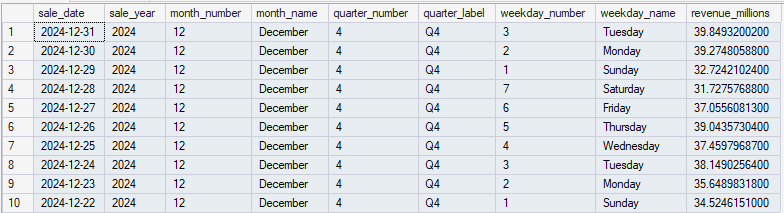 sale_date sale_year month_number month_name quarter_number quarter_label weekday_number weekday_name revenue_millions
1 2024-12-31 2024 12 December 4 Q4 3 Tuesday 39.8493200200
2 2024-12-30 2024 12 December 4 Q4 2 Monday 39.2748058800
3 2024-12-29 2024 12 December 4 Q4 1 Sunday 32.7242102400
4 2024-12-28 2024 12 December 4 Q4 7 Saturday 31.7275768800
5 2024-12-27 2024 12 December 4 Q4 6 Friday 37.0556081300
6 2024-12-26 2024 12 December 4 Q4 5 Thursday 39.0435730400
7 2024-12-25 2024 12 December 4 Q4 4 Wednesday 37.4597968700
8 2024-12-24 2024 12 December 4 Q4 3 Tuesday 38.1490256400
9 2024-12-23 2024 12 December 4 Q4 2 Monday 35.6489831800
10 2024-12-22 2024 12 December 4 Q4 1 Sunday 34.5246151000